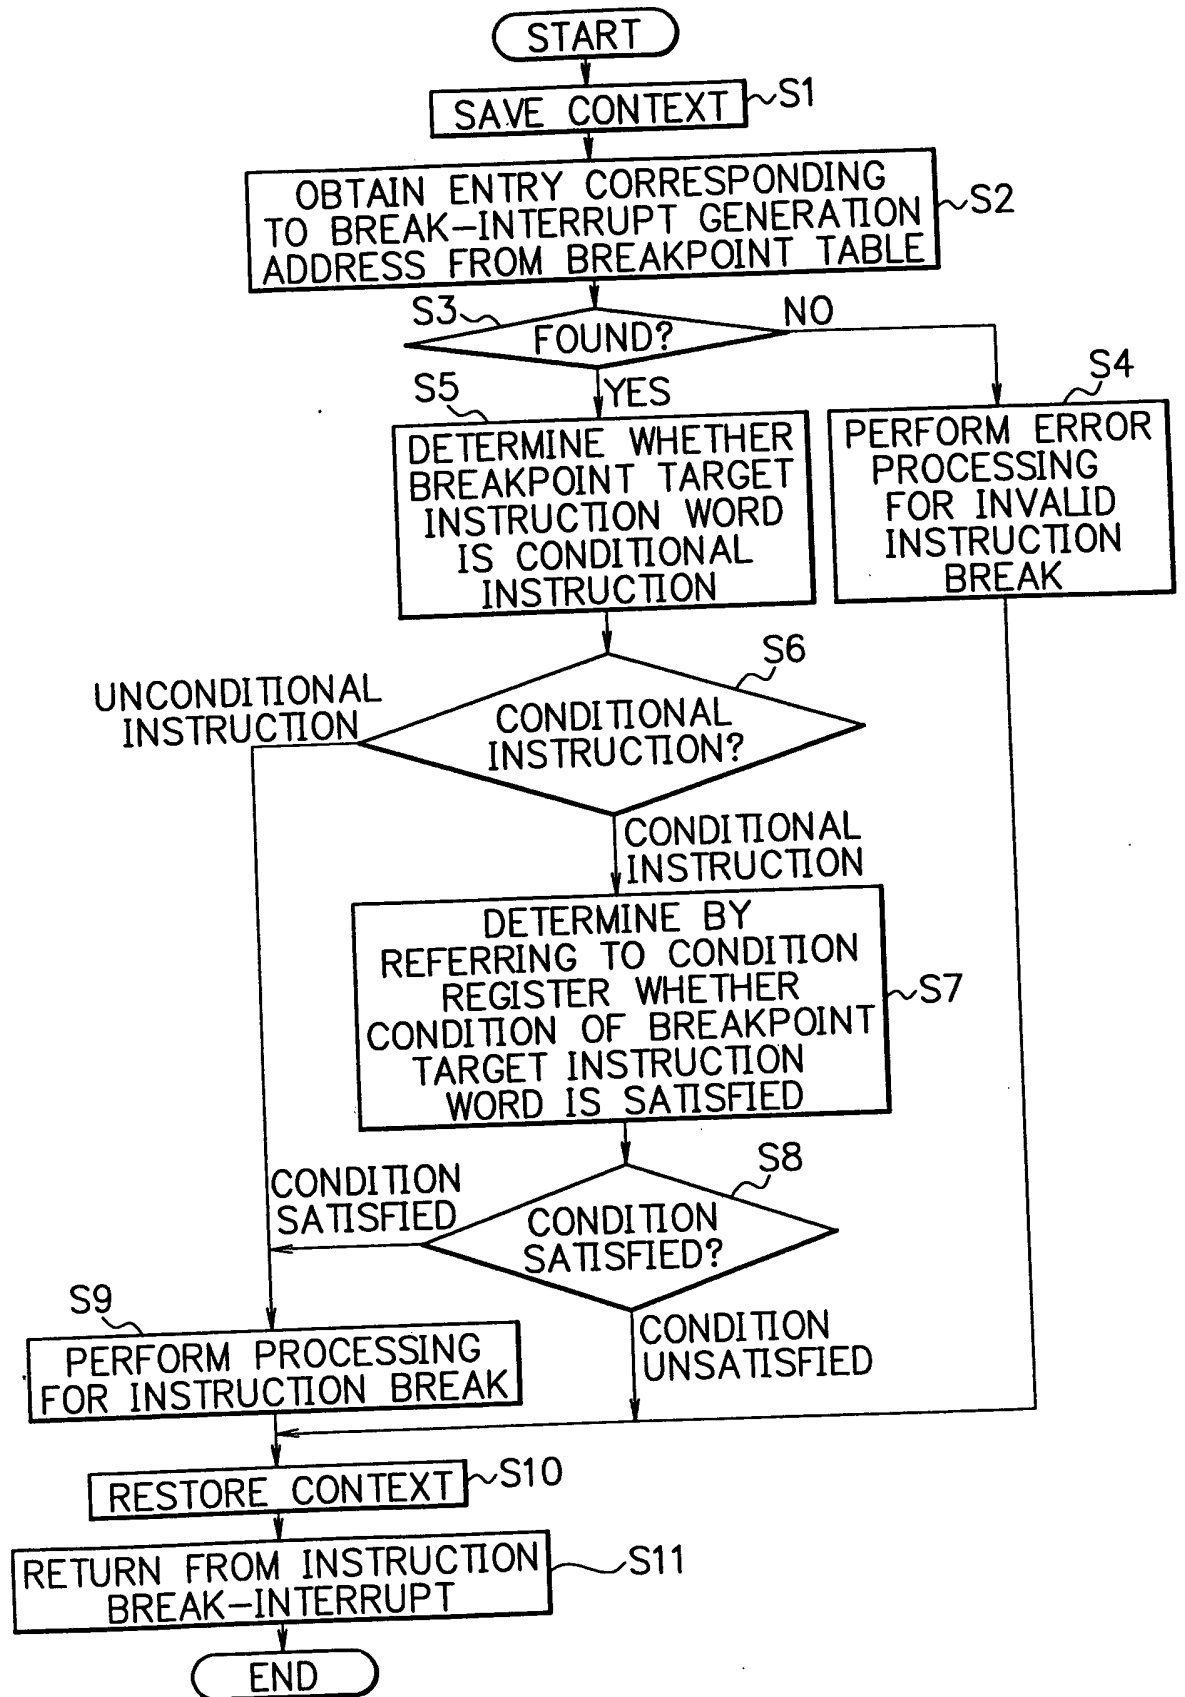 START
SAVE CONTEXT
S1
OBTAIN ENTRY CORRESPONDING
TO BREAK-INTERRUPT GENERATION
ADDRESS FROM BREAKPOINT TABLE
S2
S3
FOUND?
NO
YES
S4
PERFORM ERROR
PROCESSING
FOR INVALID
INSTRUCTION
BREAK
S5
DETERMINE WHETHER
BREAKPOINT TARGET
INSTRUCTION WORD
IS CONDITIONAL
INSTRUCTION
S6
UNCONDITIONAL
INSTRUCTION
CONDITIONAL
INSTRUCTION?
CONDITIONAL
INSTRUCTION
DETERMINE BY
REFERRING TO CONDITION
REGISTER WHETHER
CONDITION OF BREAKPOINT
TARGET INSTRUCTION
WORD IS SATISFIED
S7
S8
CONDITION
SATISFIED
CONDITION
SATISFIED?
CONDITION
UNSATISFIED
S9
PERFORM PROCESSING
FOR INSTRUCTION BREAK
RESTORE CONTEXT
S10
RETURN FROM INSTRUCTION
BREAK-INTERRUPT
S11
END